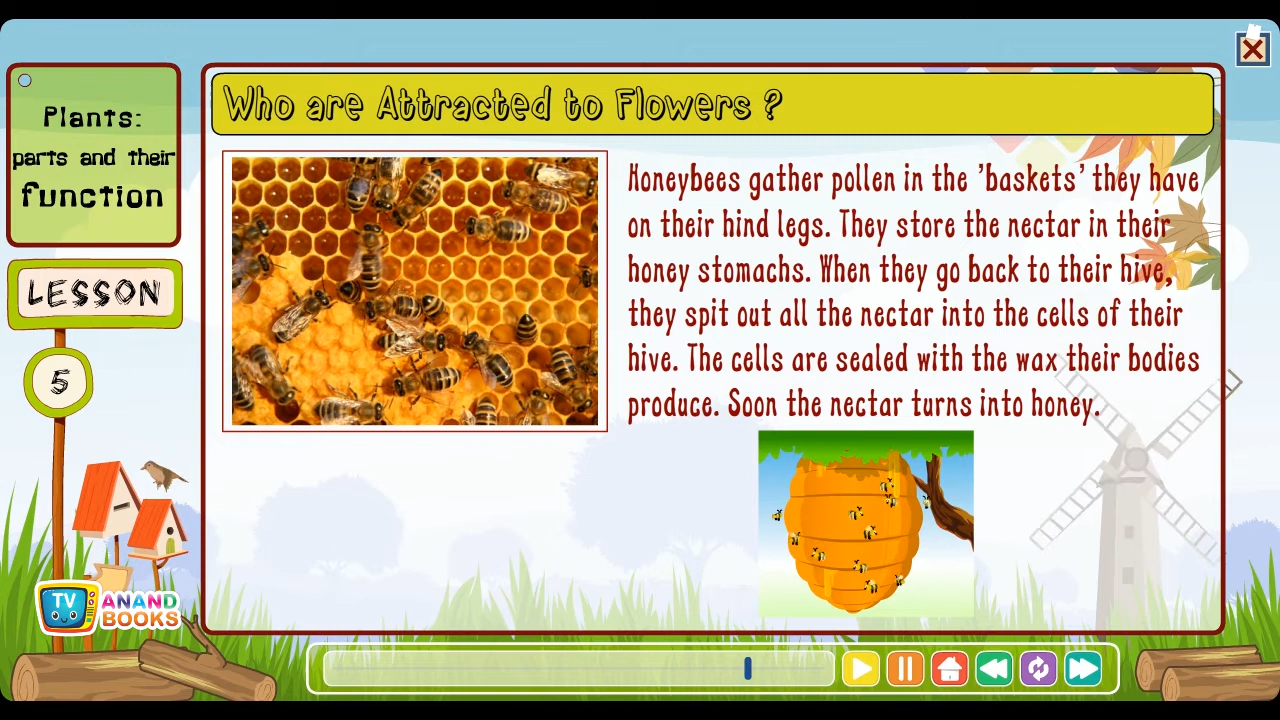 Plants:
parts and their
function
LESSON
5
Who are Attracted to Flowers ?
Honeybees gather pollen in the 'baskets' they have
on their hind legs. They store the nectar in their
honey stomachs. When they go back to their hive,
they spit out all the nectar into the cells of their
hive. The cells are sealed with the wax their bodies
produce. Soon the nectar turns into honey.
TV
ANAND
BOOKS